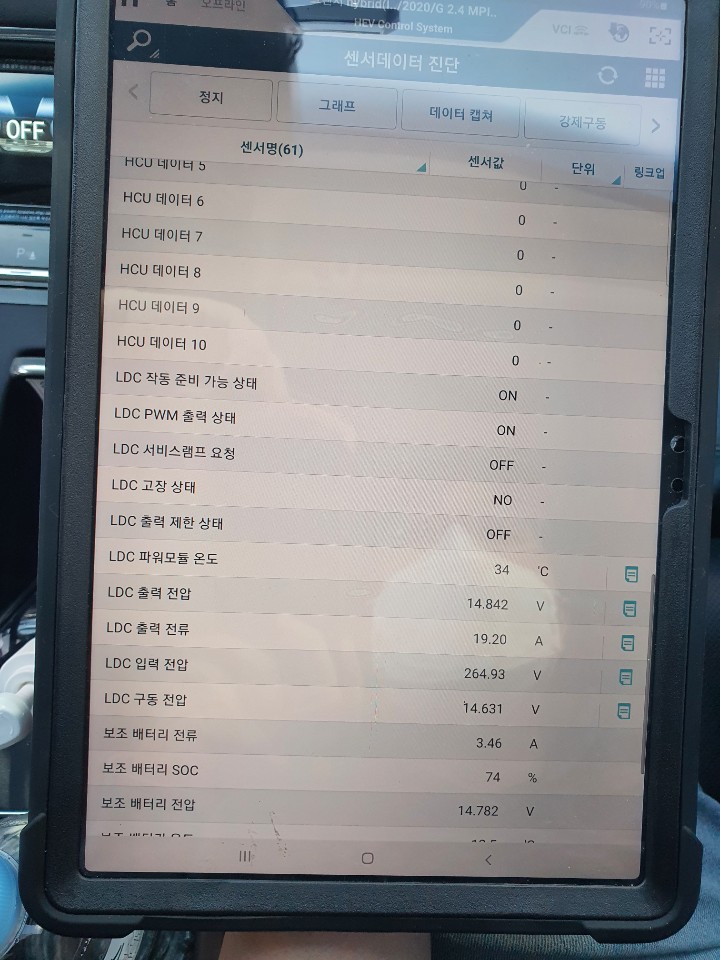 오프라인
Hybrid(I../2020/G 2.4 MPI..
HEV Control System
VCI
센서데이터 진단
정지 그래프 데이터 캡쳐 강제구동
센서명(61) 센서값 단위 링크업
HCU 데이터 5 0 -
HCU 데이터 6 0 -
HCU 데이터 7 0 -
HCU 데이터 8 0 -
HCU 데이터 9 0 -
HCU 데이터 10 0 -
LDC 작동 준비 가능 상태 ON -
LDC PWM 출력 상태 ON -
LDC 서비스램프 요청 OFF -
LDC 고장 상태 NO -
LDC 출력 제한 상태 OFF -
LDC 파워모듈 온도 34 'C
LDC 출력 전압 14.842 V
LDC 출력 전류 19.20 A
LDC 입력 전압 264.93 V
LDC 구동 전압 14.631 V
보조 배터리 전류 3.46 A
보조 배터리 SOC 74 %
보조 배터리 전압 14.782 V
OFF
P